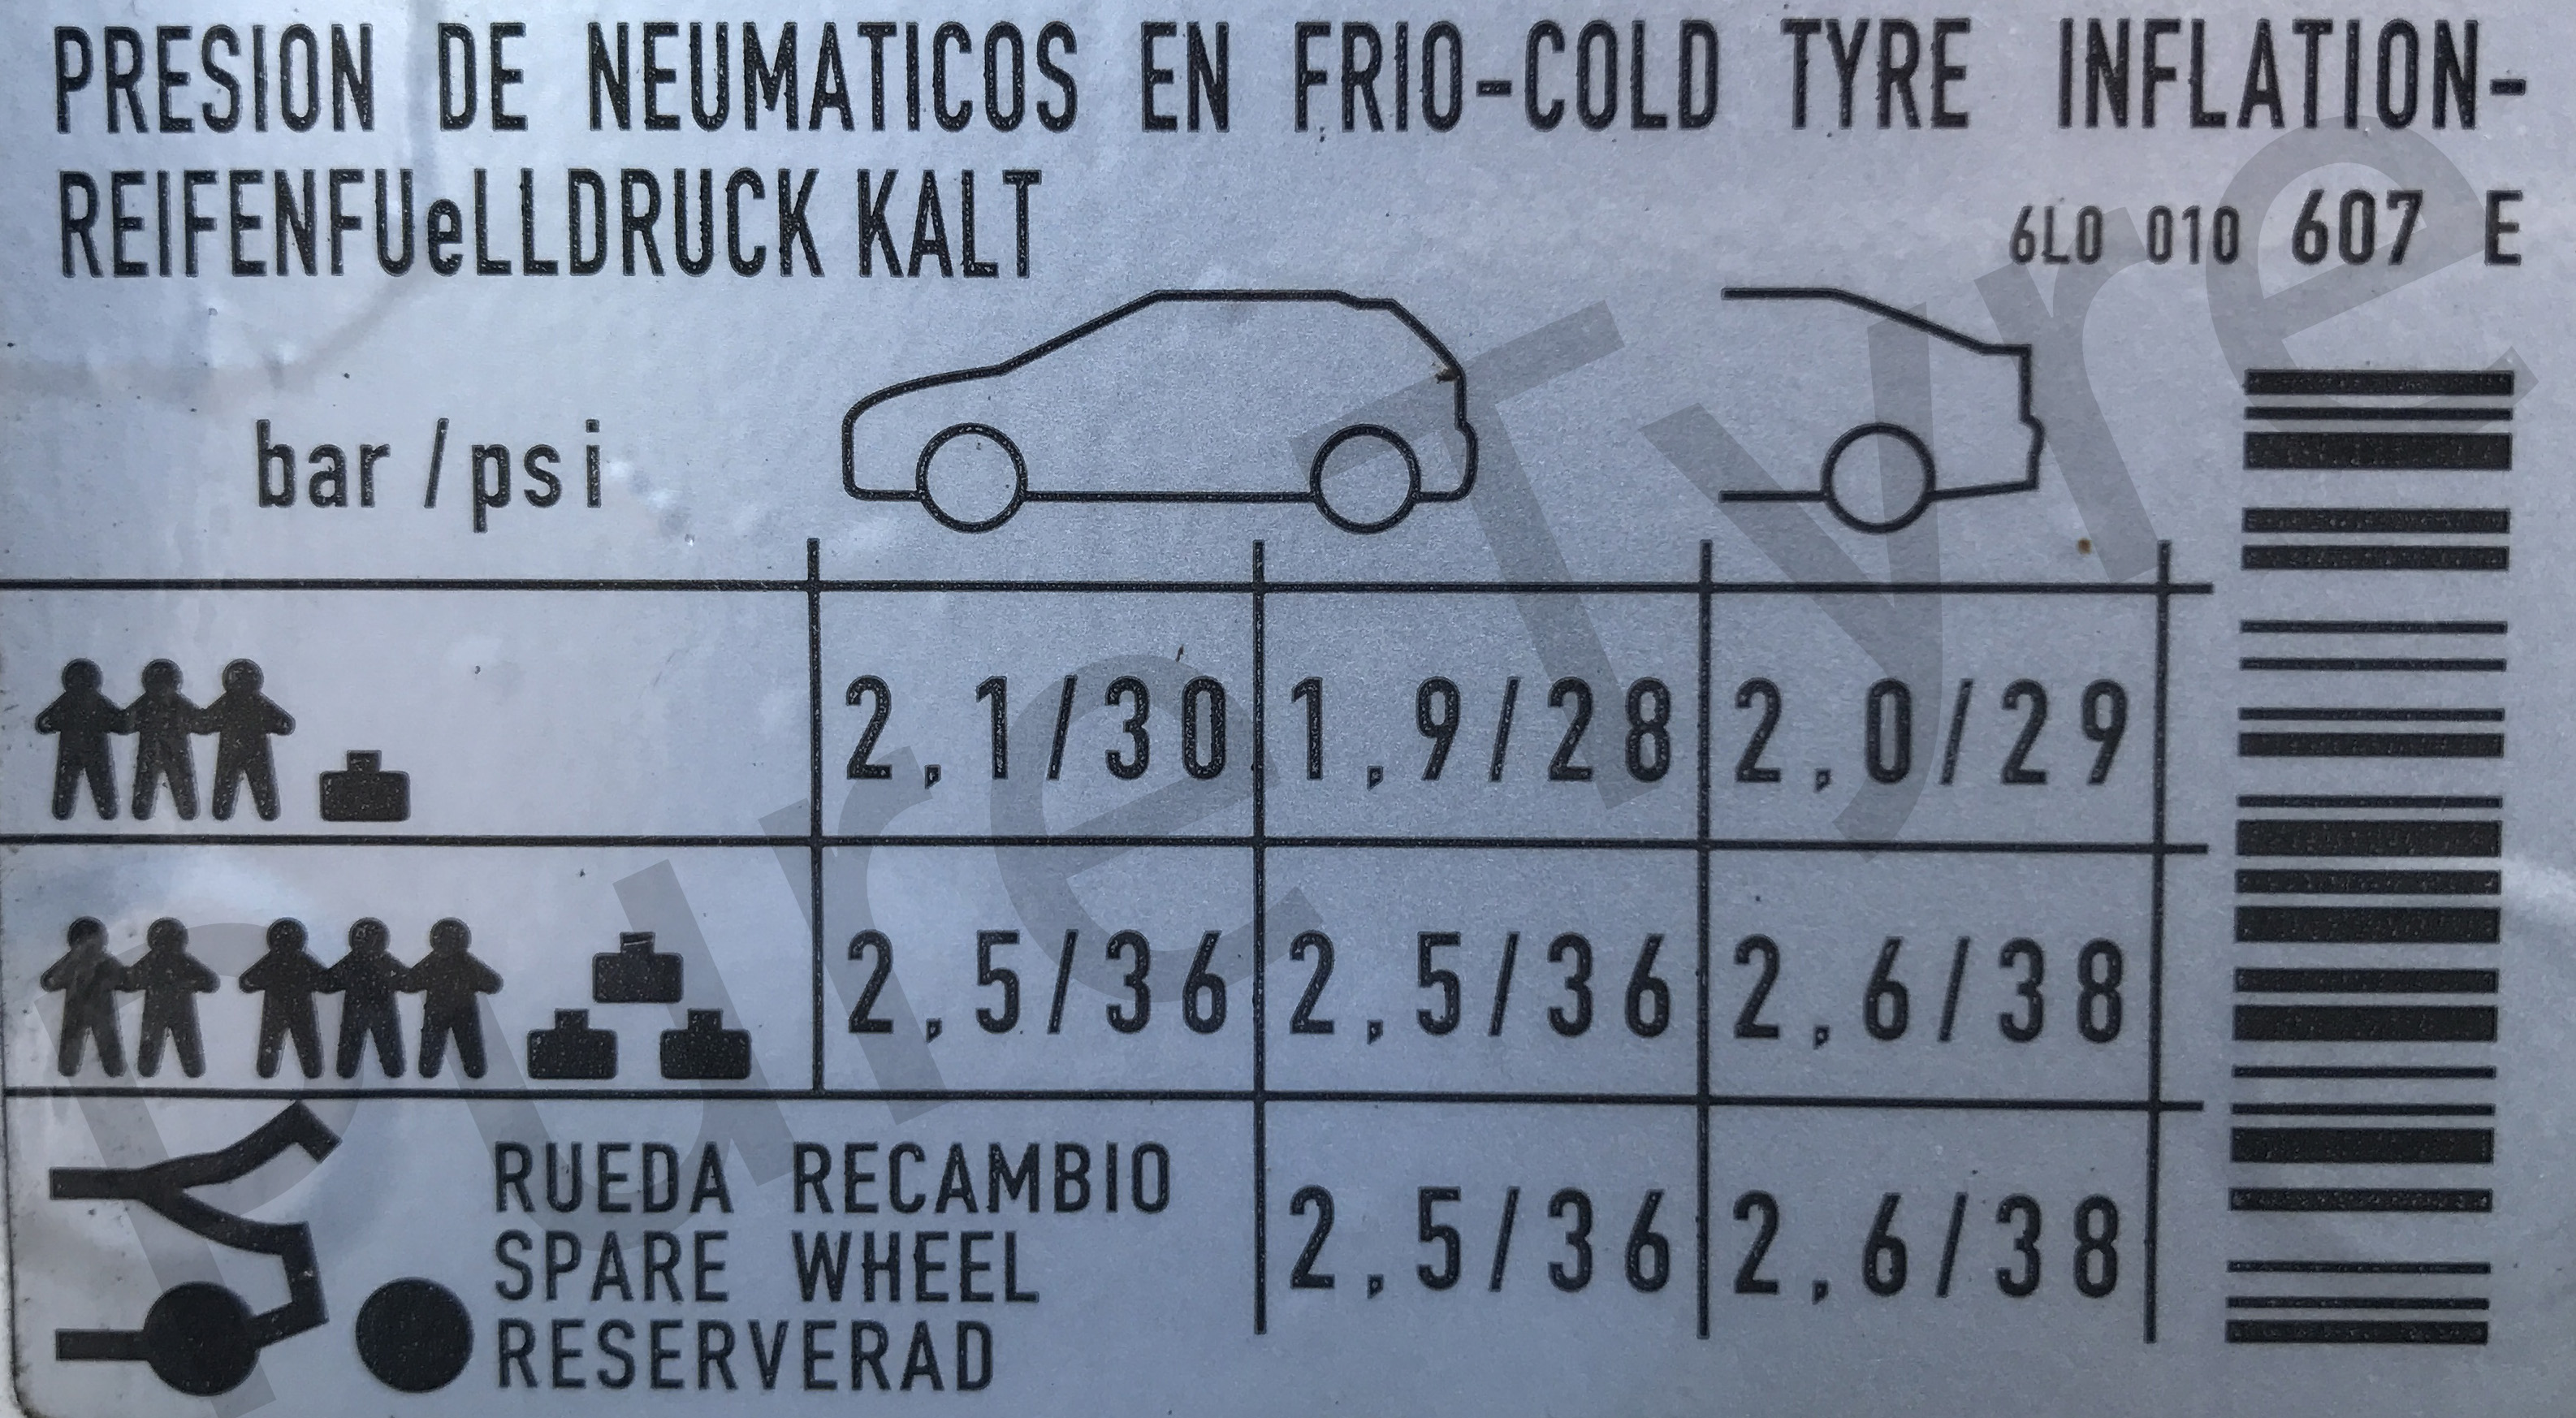 PRESION DE NEUMATICOS EN FRIO-COLD TYRE INFLATION-
REIFENFUeLLDRUCK KALT
6L0 010 607 E
bar/psi
2,1/30 1,9/28 2,0/29
2,5/36 2,5/36 2,6/38
RUEDA RECAMBIO
SPARE WHEEL
RESERVERAD
2,5/36 2,6/38
Pure Tyre